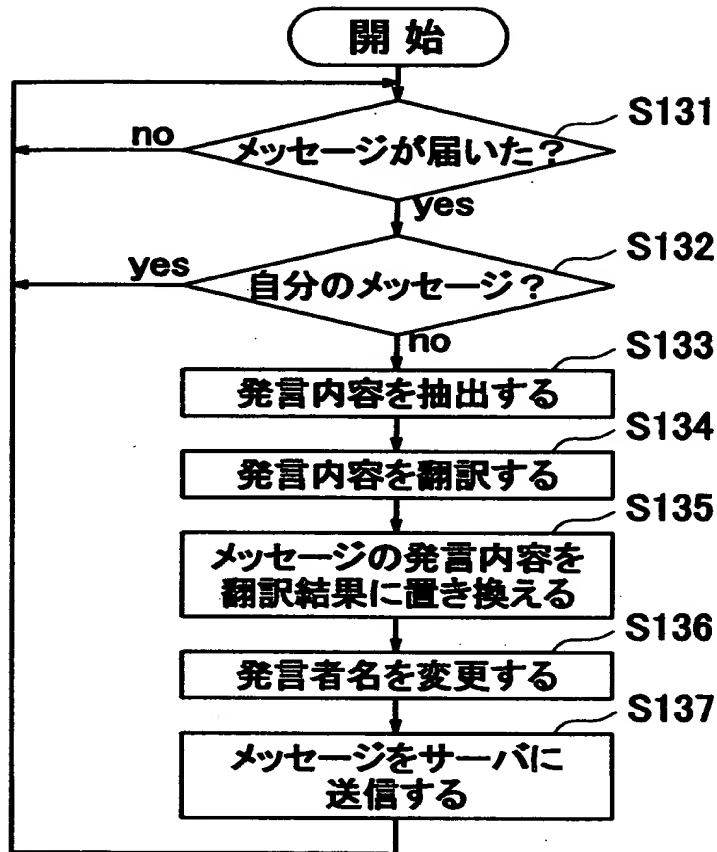 開始
S131
no
メッセージが届いた？
yes
S132
yes
自分のメッセージ？
no
S133
発言内容を抽出する
S134
発言内容を翻訳する
S135
メッセージの発言内容を
翻訳結果に置き換える
S136
発言者名を変更する
S137
メッセージをサーバに
送信する